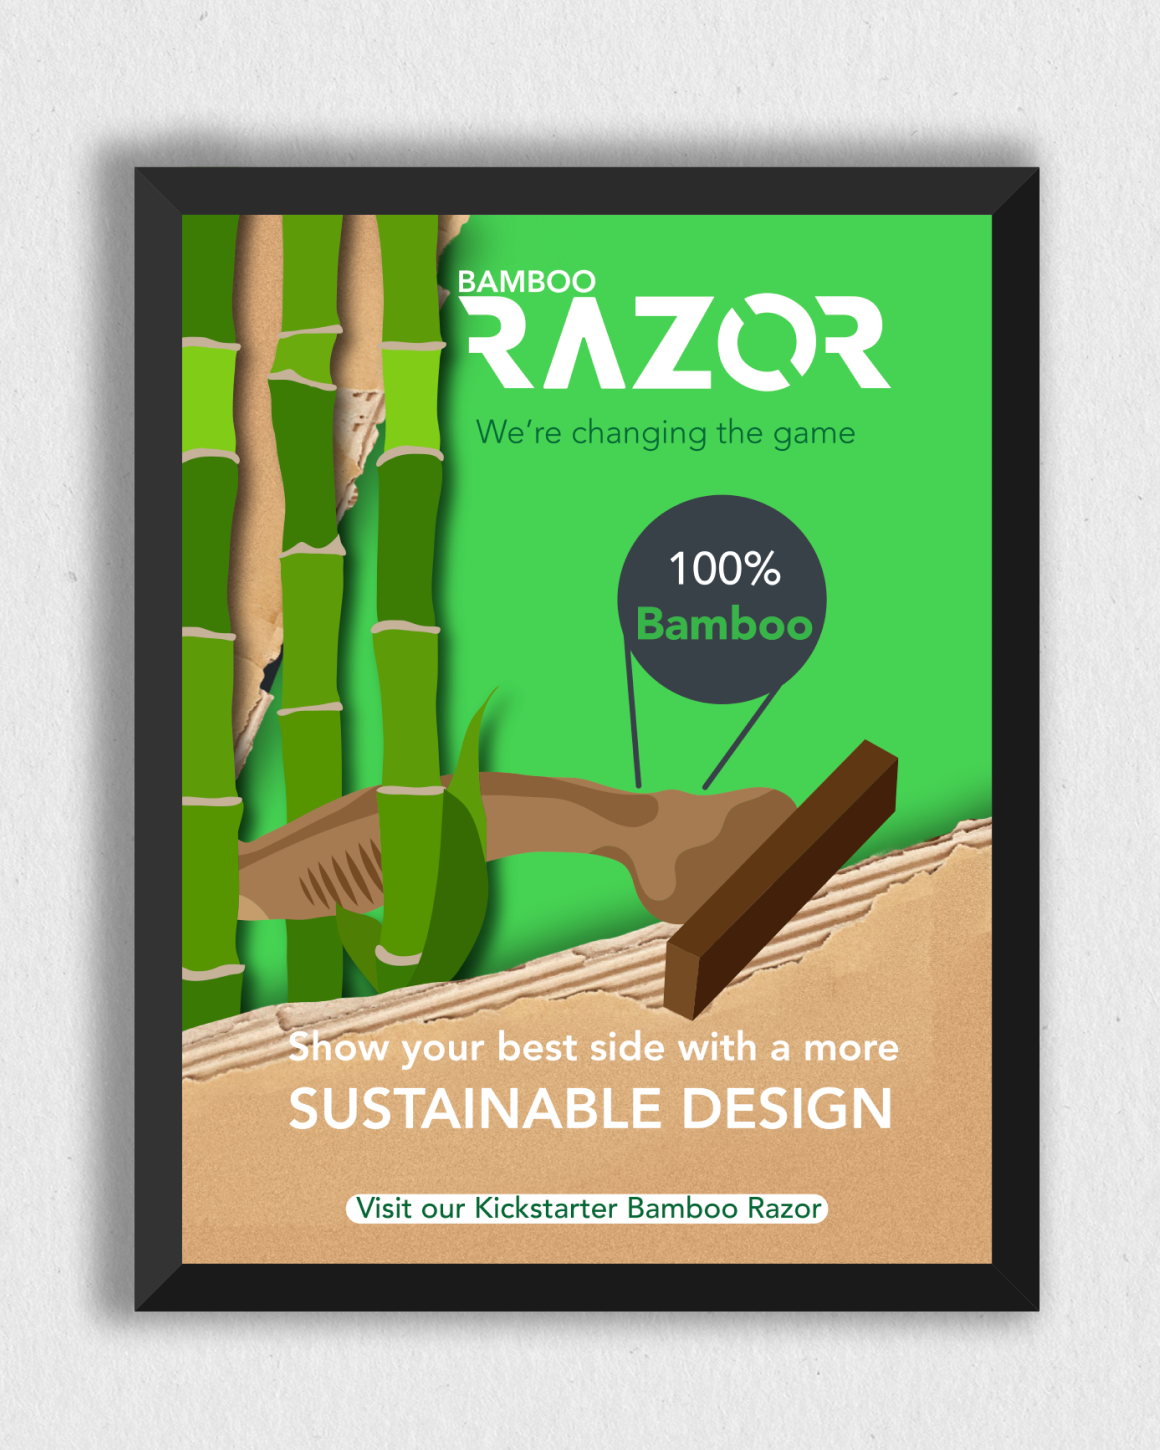 BAMBOO
RAZOR
We're changing the game
100%
Bamboo
Show your best side with a more
SUSTAINABLE DESIGN
Visit our Kickstarter Bamboo Razor